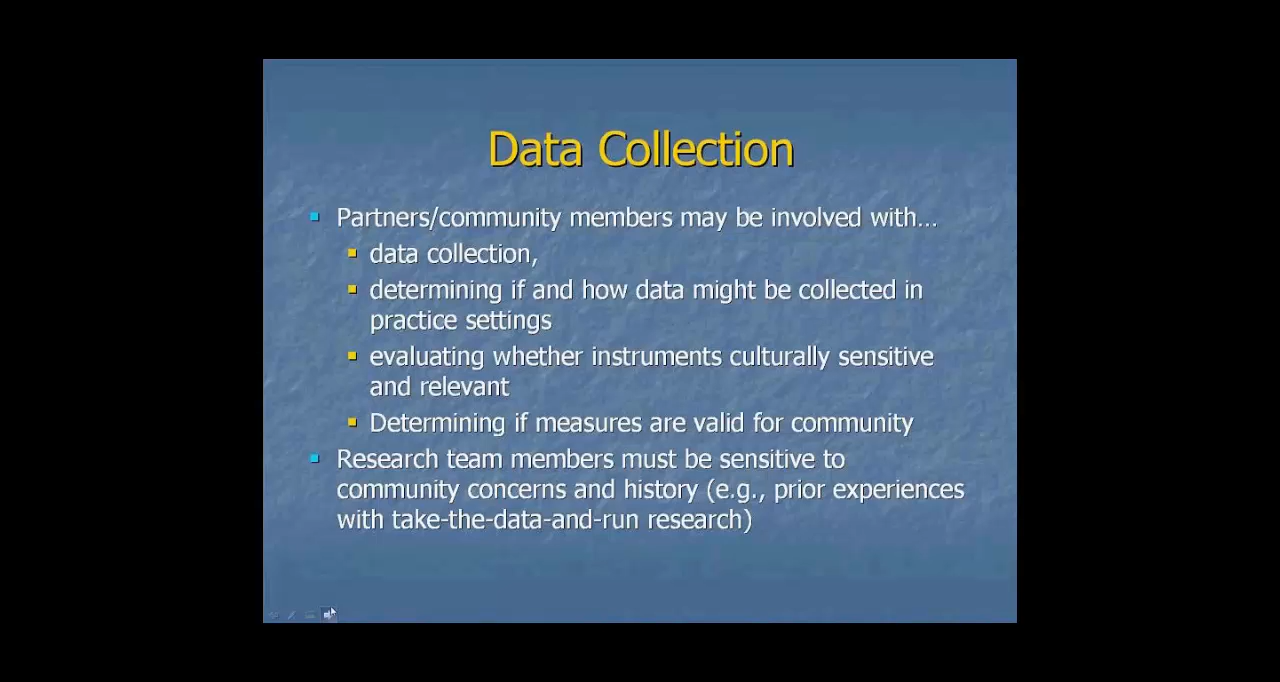 Data Collection
Partners/community members may be involved with...
data collection,
determining if and how data might be collected in
practice settings
evaluating whether instruments culturally sensitive
and relevant
Determining if measures are valid for community
Research team members must be sensitive to
community concerns and history (e.g., prior experiences
with take-the-data-and-run research)